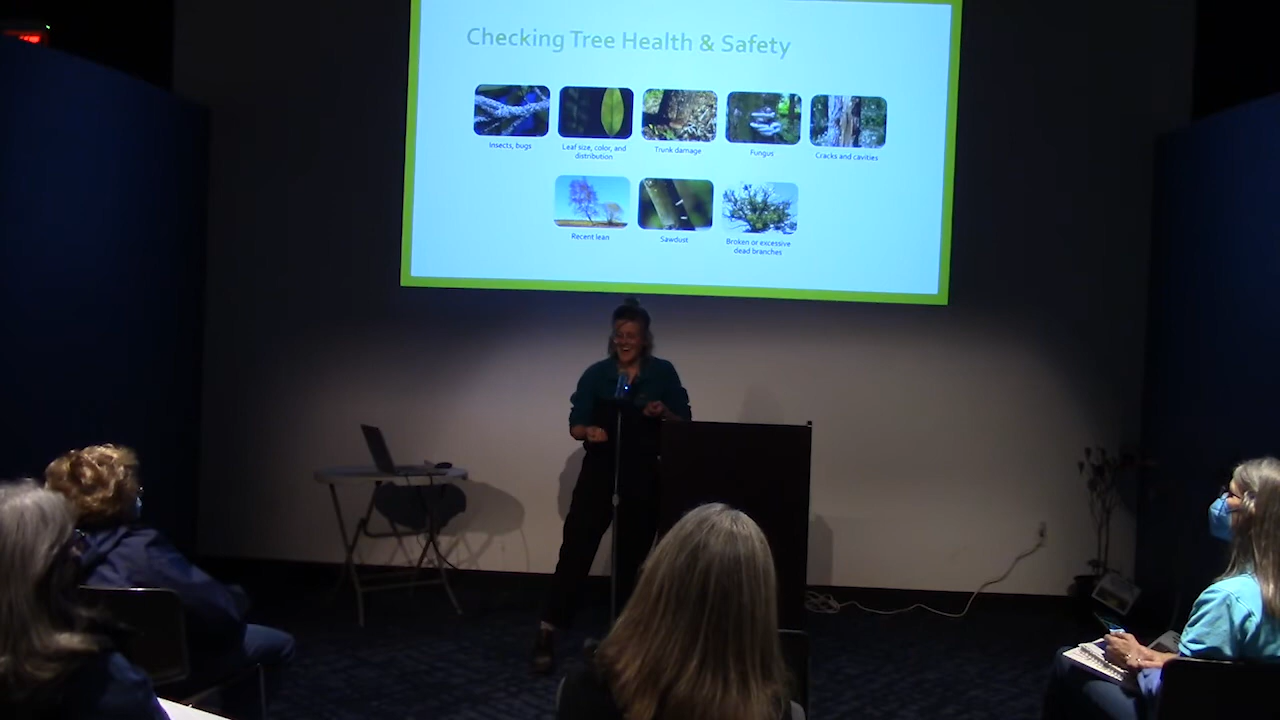 Checking Tree Health & Safety
Insects, bugs
Leaf size, color, and
distribution
Trunk damage
Fungus
Cracks and cavities
Recent lean
Sawdust
Broken or excessive
dead branches